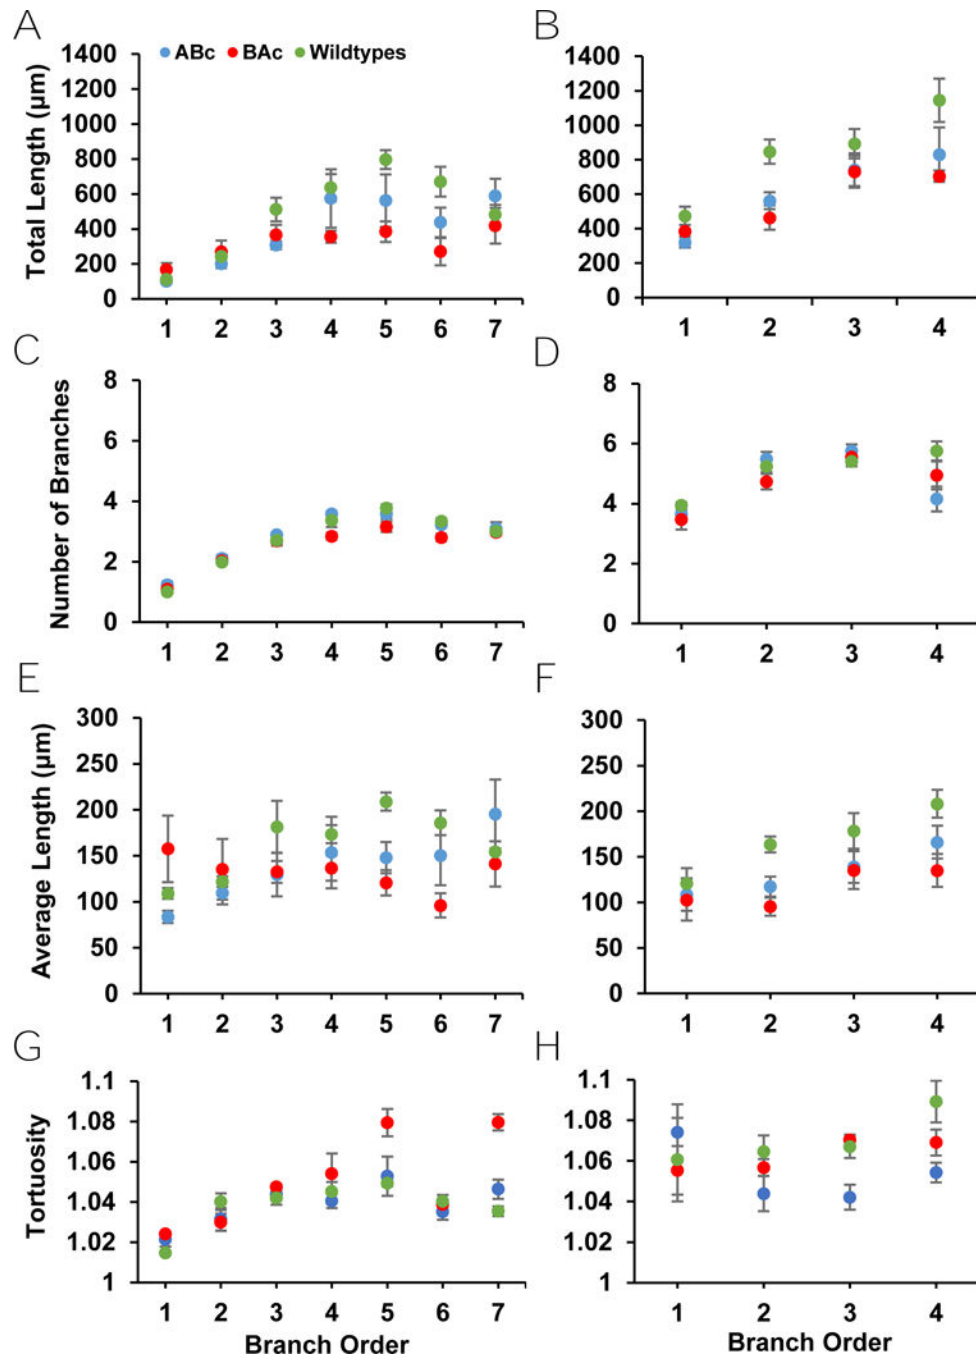 A
B
ABc BAc Wildtypes
Total Length (µm)
1400
1200
1000
800
600
400
200
0
1 2 3 4 5 6 7
1400
1200
1000
800
600
400
200
0
1 2 3 4
C
D
Number of Branches
8
6
4
2
0
1 2 3 4 5 6 7
8
6
4
2
0
1 2 3 4
E
F
Average Length (µm)
300
250
200
150
100
50
0
1 2 3 4 5 6 7
300
250
200
150
100
50
0
1 2 3 4
G
H
Tortuosity
1.1
1.08
1.06
1.04
1.02
1
1 2 3 4 5 6 7
Branch Order
1.1
1.08
1.06
1.04
1.02
1
1 2 3 4
Branch Order